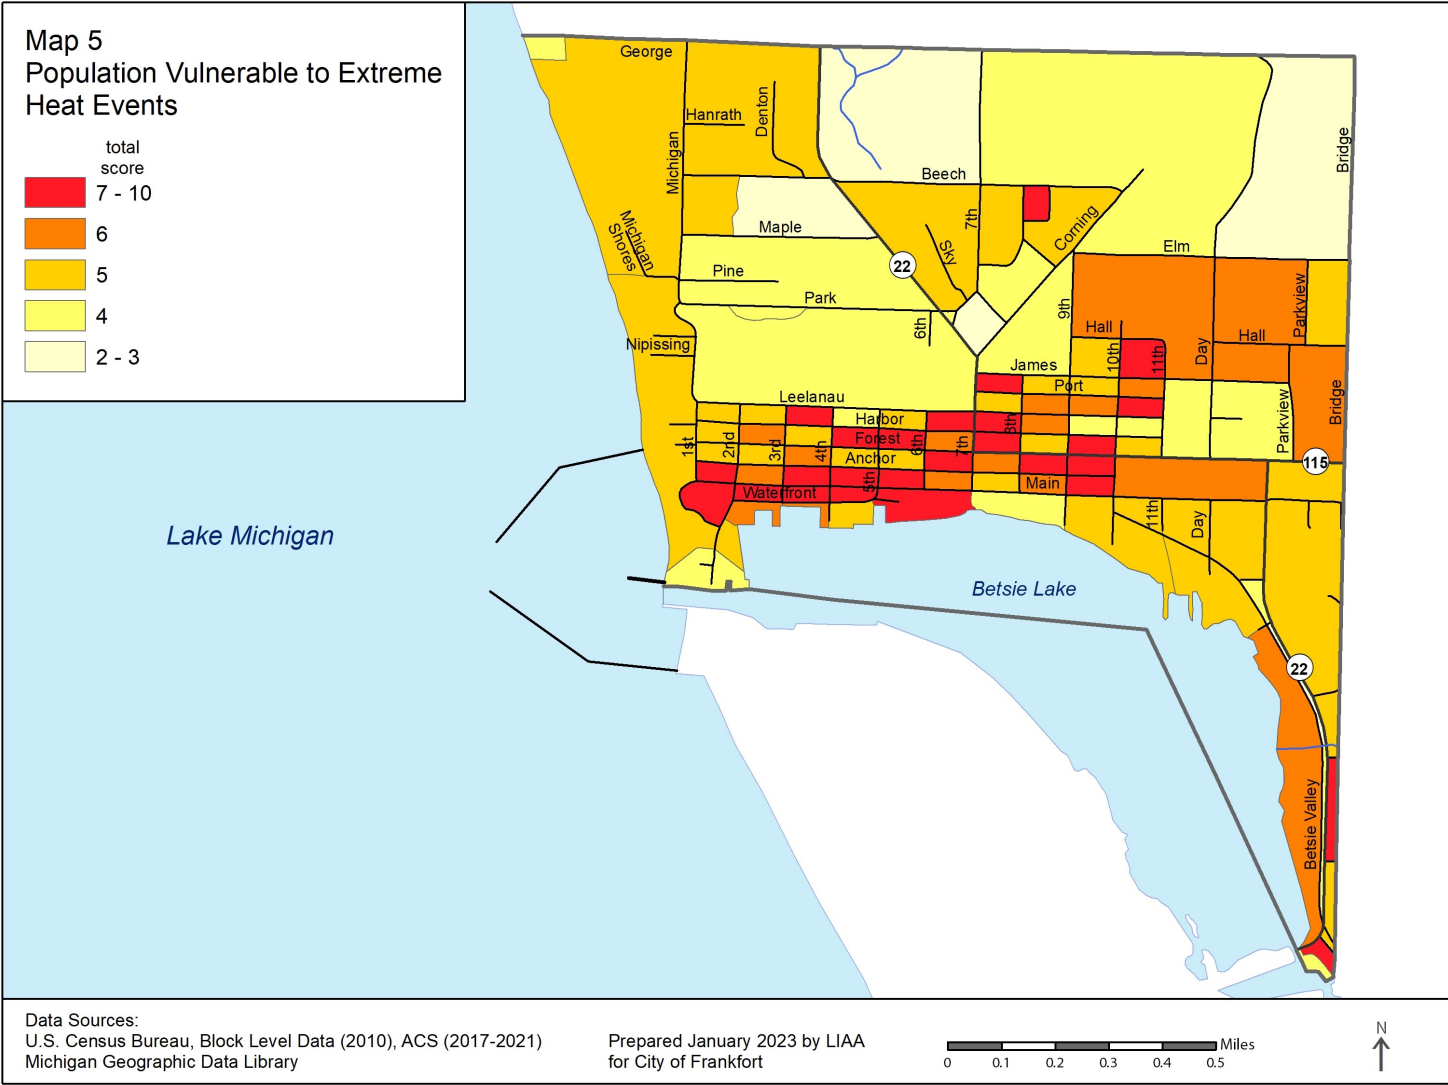 Map 5
Population Vulnerable to Extreme
Heat Events
total
score
7 - 10
6
5
4
2 - 3
George
Hanrath
Denton
Michigan
Beech
Bridge
Michigan
Shores
Maple
7th
Sky
Corning
Elm
22
Pine
Park
6th
9th
Parkview
Hall
Hall
Nipissing
10th
11th
Day
James
Port
Bridge
Leelanau
Harbor
8th
Parkview
1st
2nd
3rd
4th
Forest
6th
7th
Anchor
115
5th
Main
Waterfront
11th
Day
Lake Michigan
Betsie Lake
22
Betsie Valley
Data Sources:
U.S. Census Bureau, Block Level Data (2010), ACS (2017-2021)
Michigan Geographic Data Library
Prepared January 2023 by LIAA
for City of Frankfort
Miles
0 0.1 0.2 0.3 0.4 0.5
N